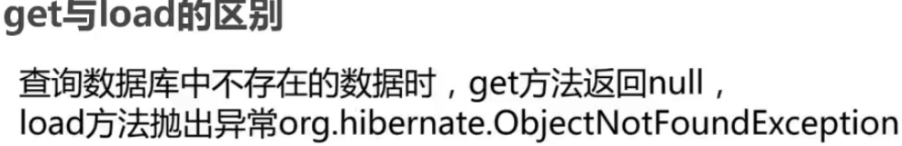 get与load的区别
查询数据库中不存在的数据时，get方法返回null，
load方法抛出异常org.hibernate.ObjectNotFoundException